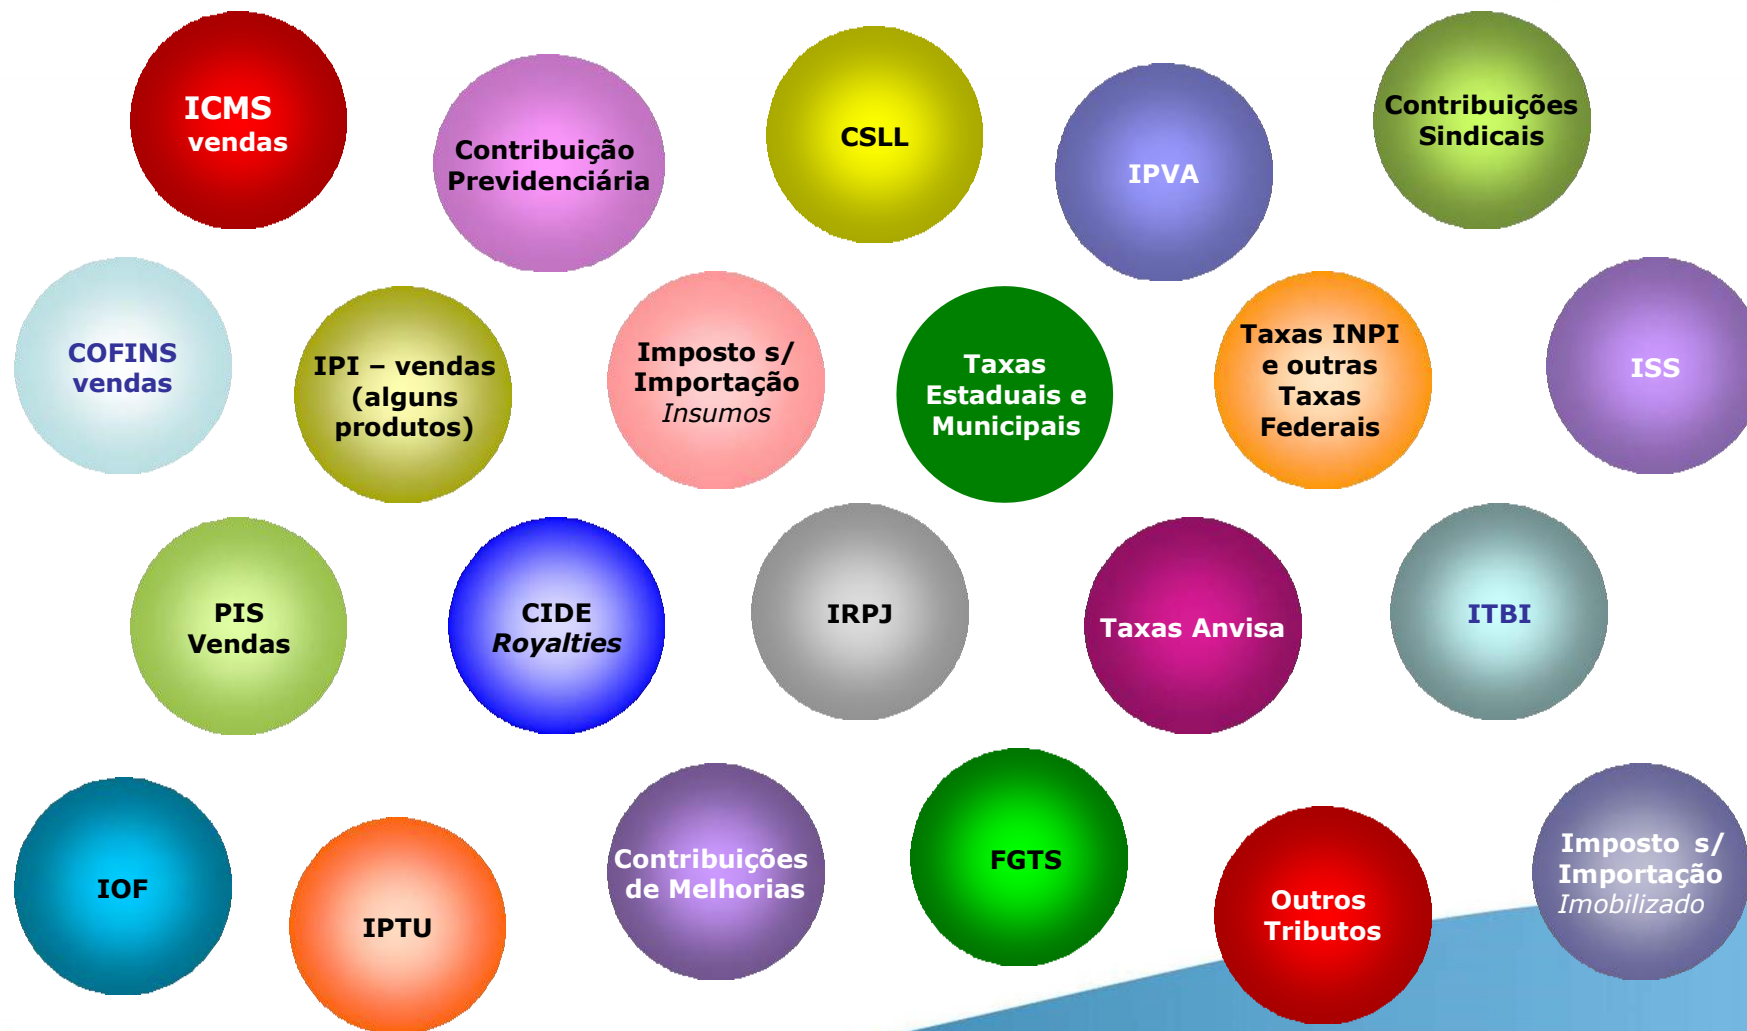 ICMS
vendas
Contribuição
Previdenciária
CSLL
IPVA
Contribuições
Sindicais
COFINS
vendas
IPI – vendas
(alguns
produtos)
Imposto s/
Importação
Insumos
Taxas
Estaduais e
Municipais
Taxas INPI
e outras
Taxas
Federais
ISS
PIS
Vendas
CIDE
Royalties
IRPJ
Taxas Anvisa
ITBI
IOF
IPTU
Contribuições
de Melhorias
FGTS
Outros
Tributos
Imposto s/
Importação
Imobilizado